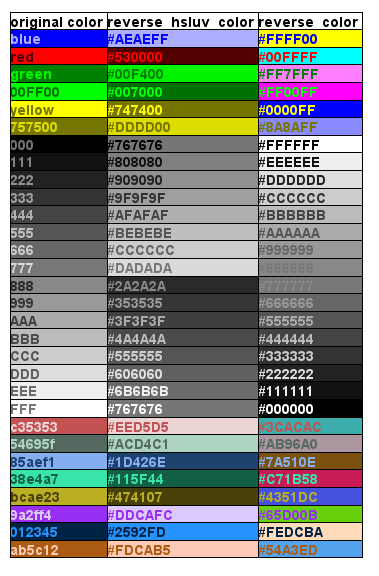 original color reverse hsluv color reverse color
blue #AEAEFF #FFFF00
red #530000 #00FFFF
green #00F400 #FF7FFF
00FF00 #007000 #FF00FF
yellow #747400 #0000FF
757500 #DDDD00 #8A8AFF
000 #767676 #FFFFFF
111 #808080 #EEEEEE
222 #909090 #DDDDDD
333 #9F9F9F #CCCCCC
444 #AFAFAF #BBBBBB
555 #BEBEBE #AAAAAA
666 #CCCCCC #999999
777 #DADADA #888888
888 #2A2A2A #777777
999 #353535 #666666
AAA #3F3F3F #555555
BBB #4A4A4A #444444
CCC #555555 #333333
DDD #606060 #222222
EEE #6B6B6B #111111
FFF #767676 #000000
c35353 #EED5D5 #3CACAC
54695f #ACD4C1 #AB96A0
85aef1 #1D426E #7A510E
38e4a7 #115F44 #C71B58
bcae23 #474107 #4351DC
9a2ff4 #DDCAFC #65D00B
012345 #2592FD #FEDCBA
ab5c12 #FDCAB5 #54A3ED